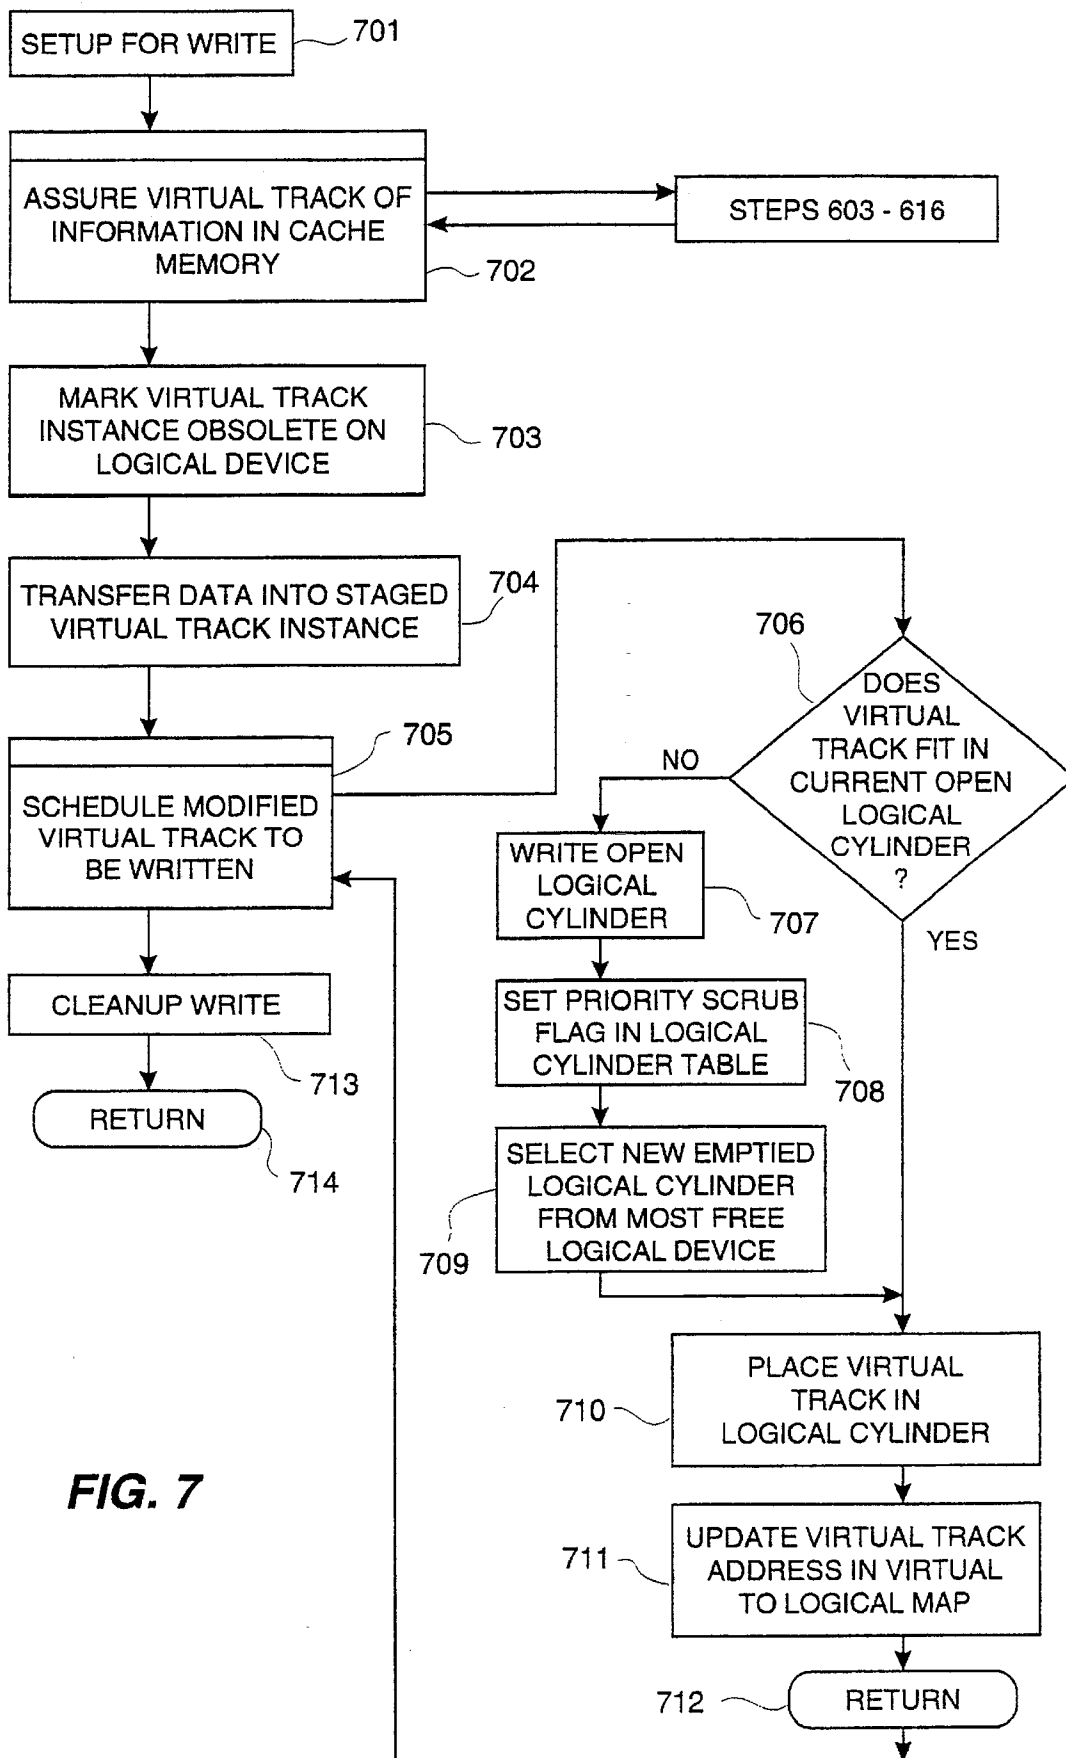 SETUP FOR WRITE
701
ASSURE VIRTUAL TRACK OF
INFORMATION IN CACHE
MEMORY
702
STEPS 603 - 616
MARK VIRTUAL TRACK
INSTANCE OBSOLETE ON
LOGICAL DEVICE
703
TRANSFER DATA INTO STAGED
VIRTUAL TRACK INSTANCE
704
SCHEDULE MODIFIED
VIRTUAL TRACK TO
BE WRITTEN
705
CLEANUP WRITE
713
RETURN
714
706
DOES
VIRTUAL
TRACK FIT IN
CURRENT OPEN
LOGICAL
CYLINDER
?
NO
YES
WRITE OPEN
LOGICAL
CYLINDER
707
SET PRIORITY SCRUB
FLAG IN LOGICAL
CYLINDER TABLE
708
SELECT NEW EMPTIED
LOGICAL CYLINDER
FROM MOST FREE
LOGICAL DEVICE
709
PLACE VIRTUAL
TRACK IN
LOGICAL CYLINDER
710
UPDATE VIRTUAL TRACK
ADDRESS IN VIRTUAL
TO LOGICAL MAP
711
RETURN
712
FIG. 7